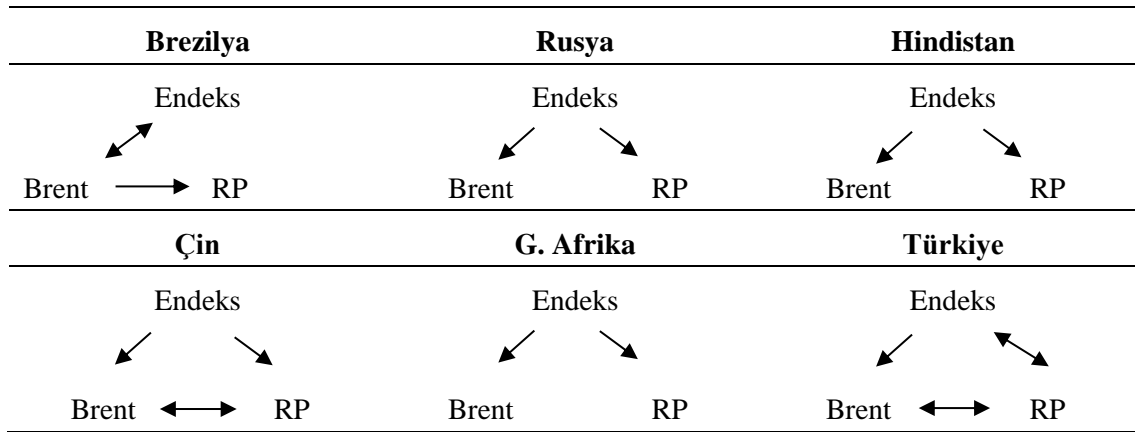 Brezilya Rusya Hindistan
Endeks Endeks Endeks
Brent RP Brent RP Brent RP
Çin G. Afrika Türkiye
Endeks Endeks Endeks
Brent RP Brent RP Brent RP